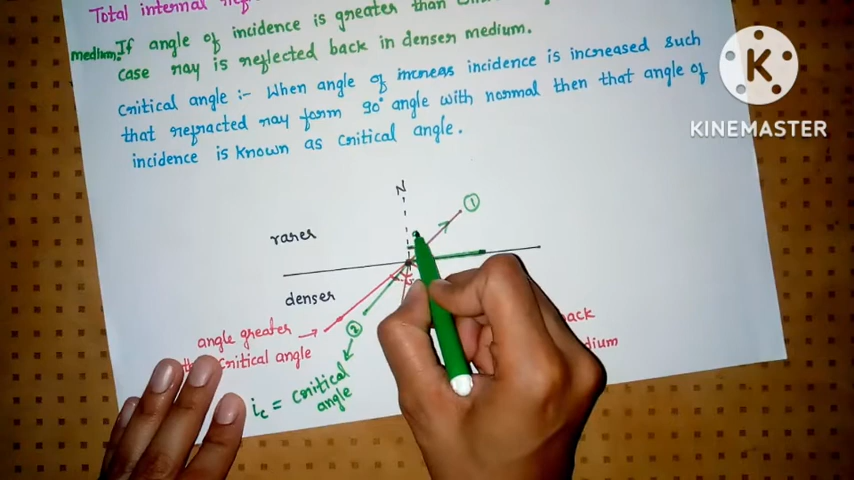 Total internal
medium. If angle of incidence is greater than
case ray is reflected back in denser medium.
Critical angle :- When angle of increas incidence is increased such
that refracted ray form 90° angle with normal then that angle of
incidence is known as critical angle.
N
1
rarer
denser
angle greater
critical angle
2
ic = critical
angle
back
KINEMASTER